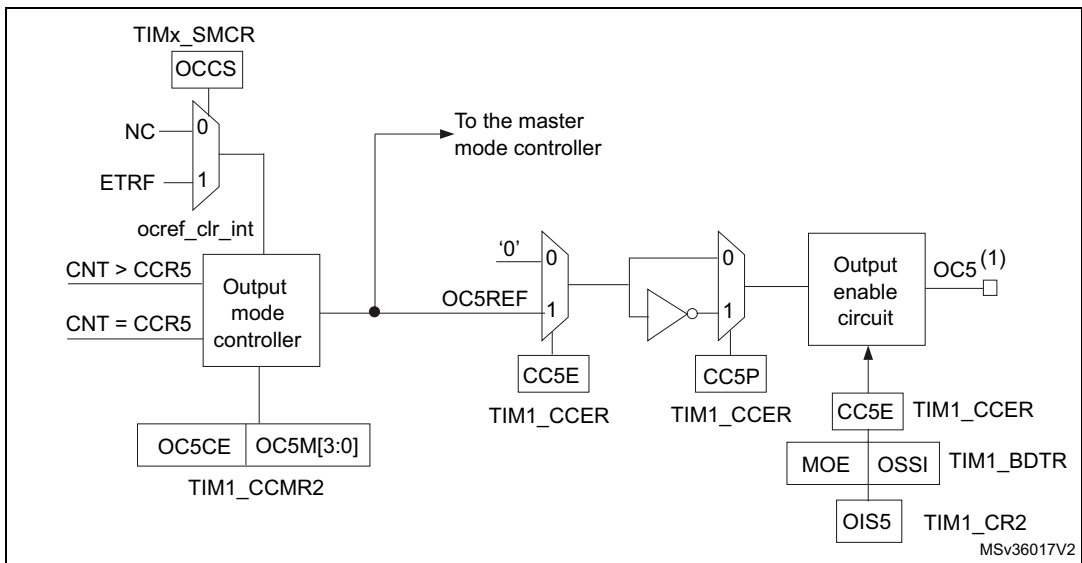 TIMx_SMCR
OCCS
NC
0
ETRF
1
ocref_clr_int
To the master
mode controller
CNT > CCR5
CNT = CCR5
Output
mode
controller
‘0’
0
OC5REF
1
0
1
Output
enable
circuit
OC5 (1)
CC5E
TIM1_CCER
CC5P
TIM1_CCER
CC5E
TIM1_CCER
OC5CE
OC5M[3:0]
TIM1_CCMR2
MOE
OSSI
TIM1_BDTR
OIS5
TIM1_CR2
MSv36017V2